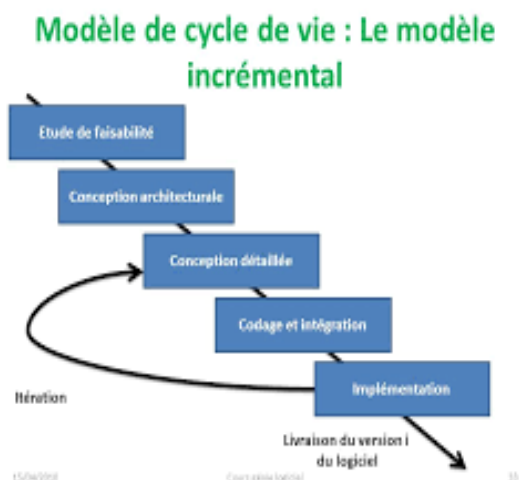 Modèle de cycle de vie : Le modèle
incrémental
Etude de faisabilité
Conception architecturale
Conception détaillée
Codage et intégration
Implémentation
Itération
Livraison du version i
du logiciel